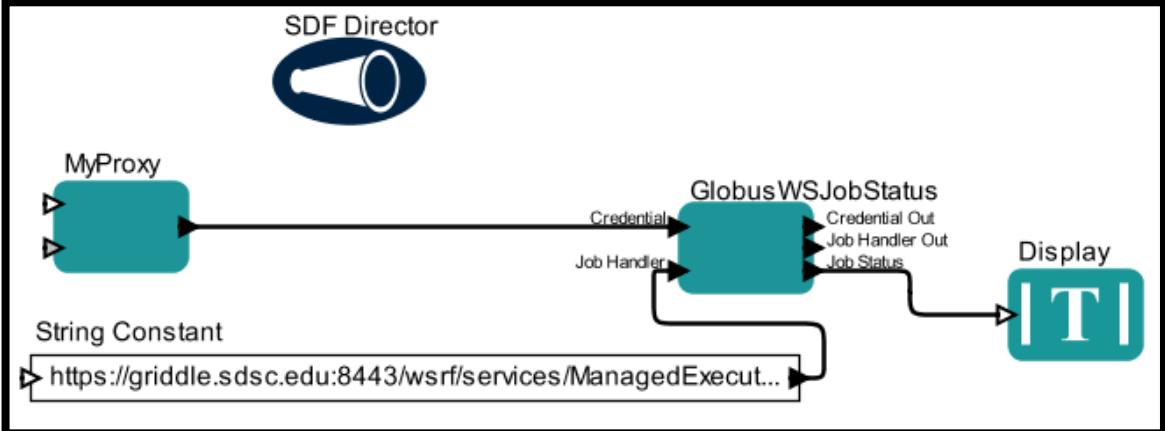 SDF Director
MyProxy
GlobusWSJobStatus
Credential
Credential Out
Job Handler Out
Job Handler
Job Status
Display
T
String Constant
https://griddle.sdsc.edu:8443/wsrf/services/ManagedExecut...